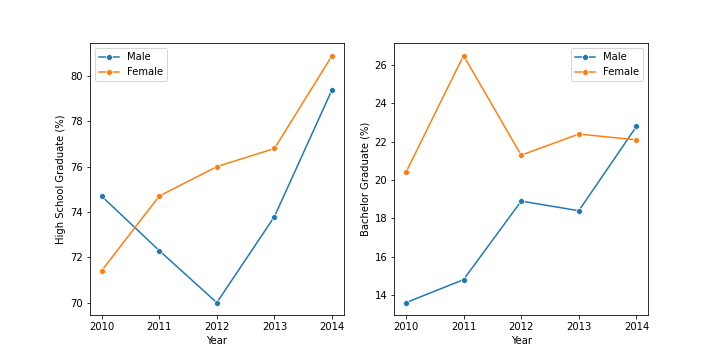 High School Graduate (%)
80
78
76
74
72
70
Male
Female
2010 2011 2012 2013 2014
Year
Bachelor Graduate (%)
26
24
22
20
18
16
14
Male
Female
2010 2011 2012 2013 2014
Year